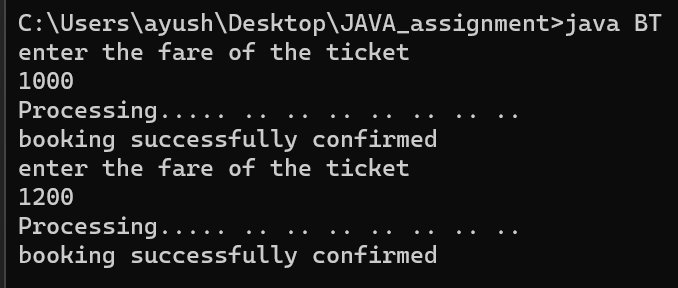 C:\Users\ayush\Desktop\JAVA_assignment>java BT
enter the fare of the ticket
1000
Processing..... .. .. .. .. .. .. ..
booking successfully confirmed
enter the fare of the ticket
1200
Processing..... .. .. .. .. .. .. ..
booking successfully confirmed